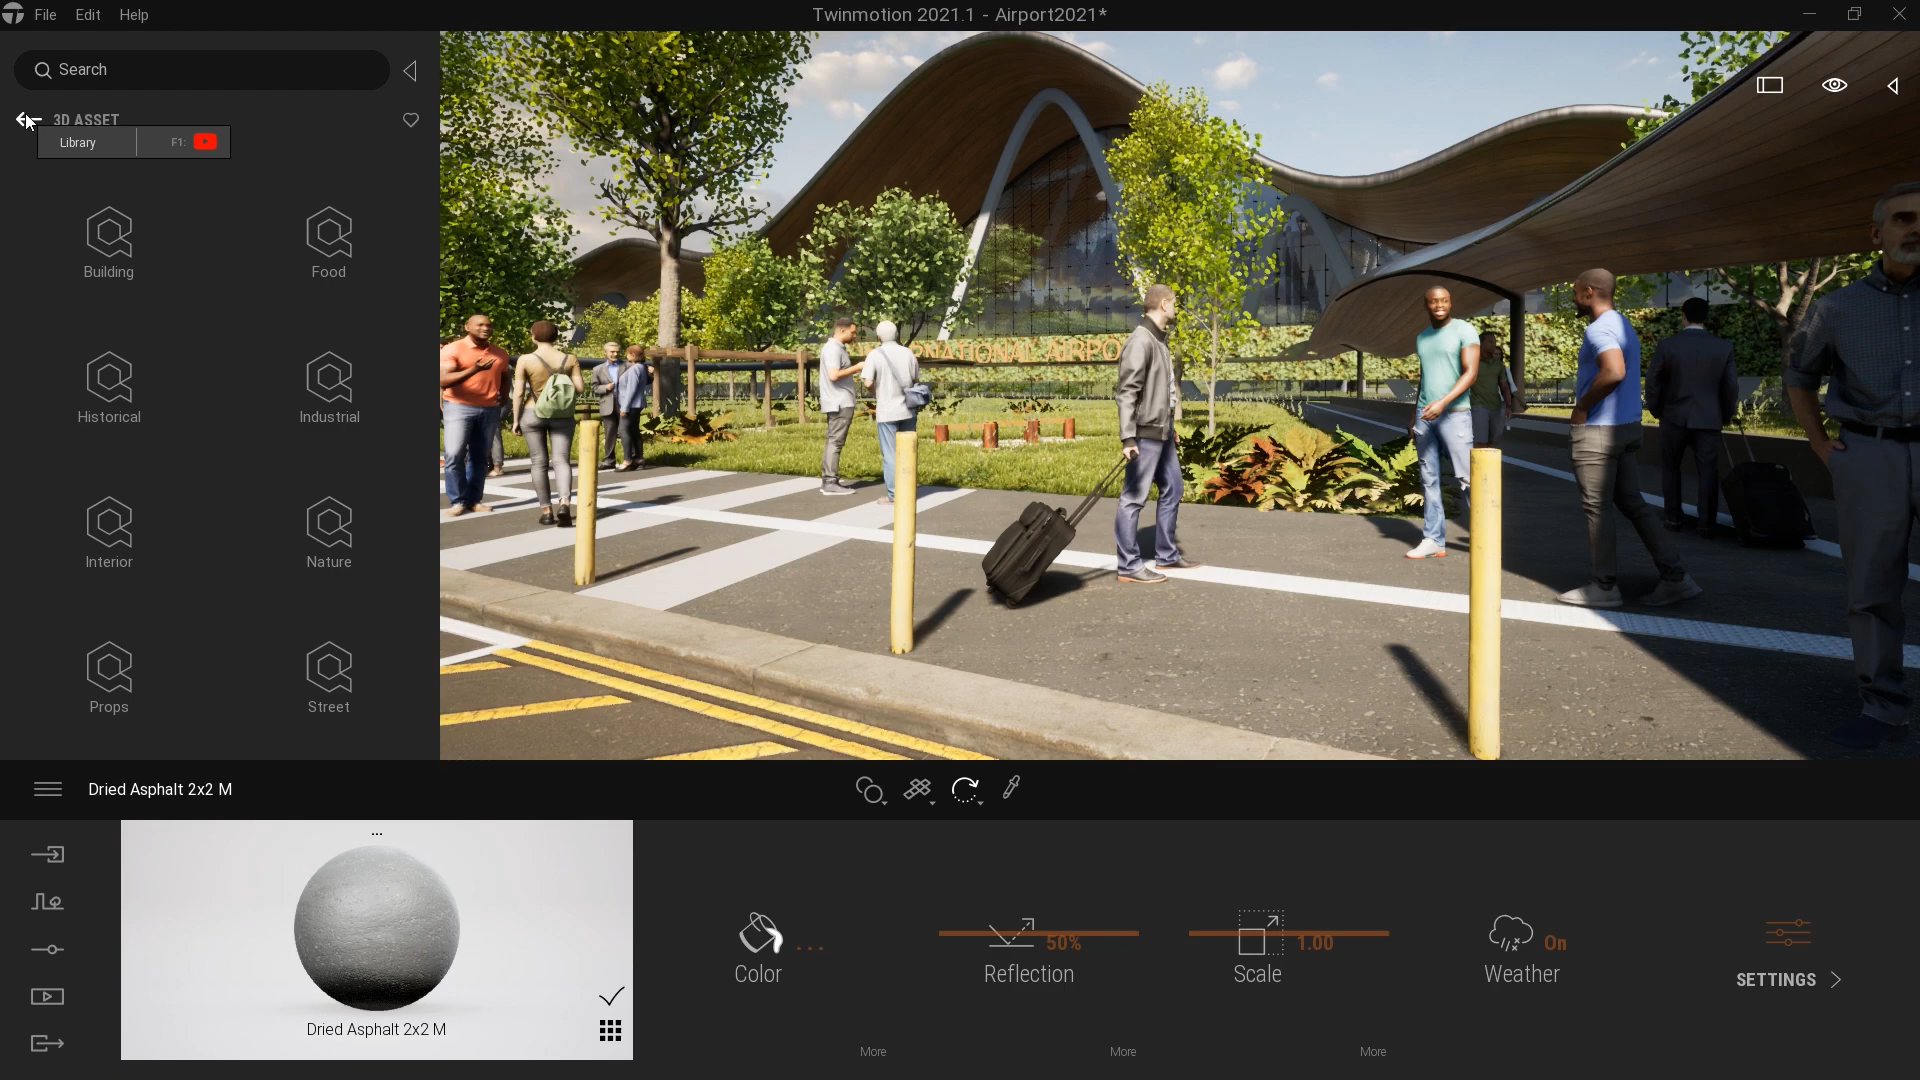 File Edit Help
Twinmotion 2021.1 - Airport2021*
Search
3D ASSET
Library F1:
Building Food
Historical Industrial
Interior Nature
Props Street
NATIONAL AIRPO
Dried Asphalt 2x2 M
...
Dried Asphalt 2x2 M
Color ...
Reflection 50%
Scale 1.00
Weather On
SETTINGS
More More More